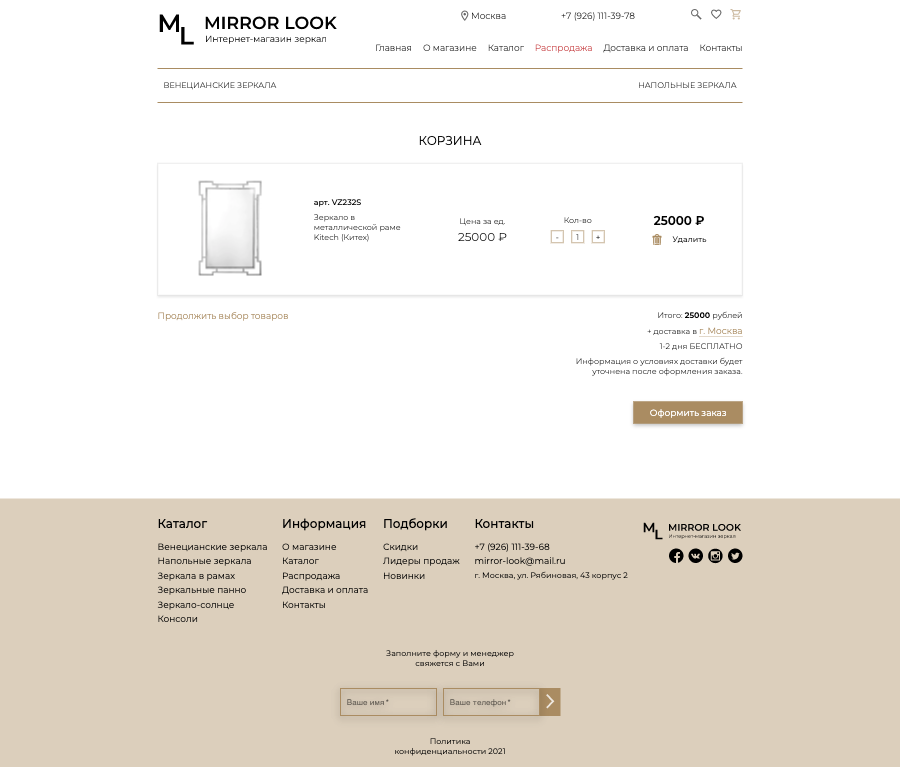 ML MIRROR LOOK
Интернет-магазин зеркал
Москва
+7 (926) 111-39-78
Главная О магазине Каталог Распродажа Доставка и оплата Контакты
ВЕНЕЦИАНСКИЕ ЗЕРКАЛА НАПОЛЬНЫЕ ЗЕРКАЛА
КОРЗИНА
арт. VZ232S
Зеркало в
металлической раме
Kitech (Китех)
Цена за ед.
25000 ₽
Кол-во
- 1 +
25000 ₽
Удалить
Продолжить выбор товаров
Итого: 25000 рублей
+ доставка в г. Москва
1-2 дня БЕСПЛАТНО
Информация о условиях доставки будет
уточнена после оформления заказа.
Оформить заказ
Каталог
Венецианские зеркала
Напольные зеркала
Зеркала в рамах
Зеркальные панно
Зеркало-солнце
Консоли
Информация
О магазине
Каталог
Распродажа
Доставка и оплата
Контакты
Подборки
Скидки
Лидеры продаж
Новинки
Контакты
+7 (926) 111-39-68
mirror-look@mail.ru
г. Москва, ул. Рябиновая, 43 корпус 2
ML MIRROR LOOK
Интернет-магазин зеркал
Заполните форму и менеджер
свяжется с Вами
Ваше имя*
Ваше телефон*
Политика
конфиденциальности 2021